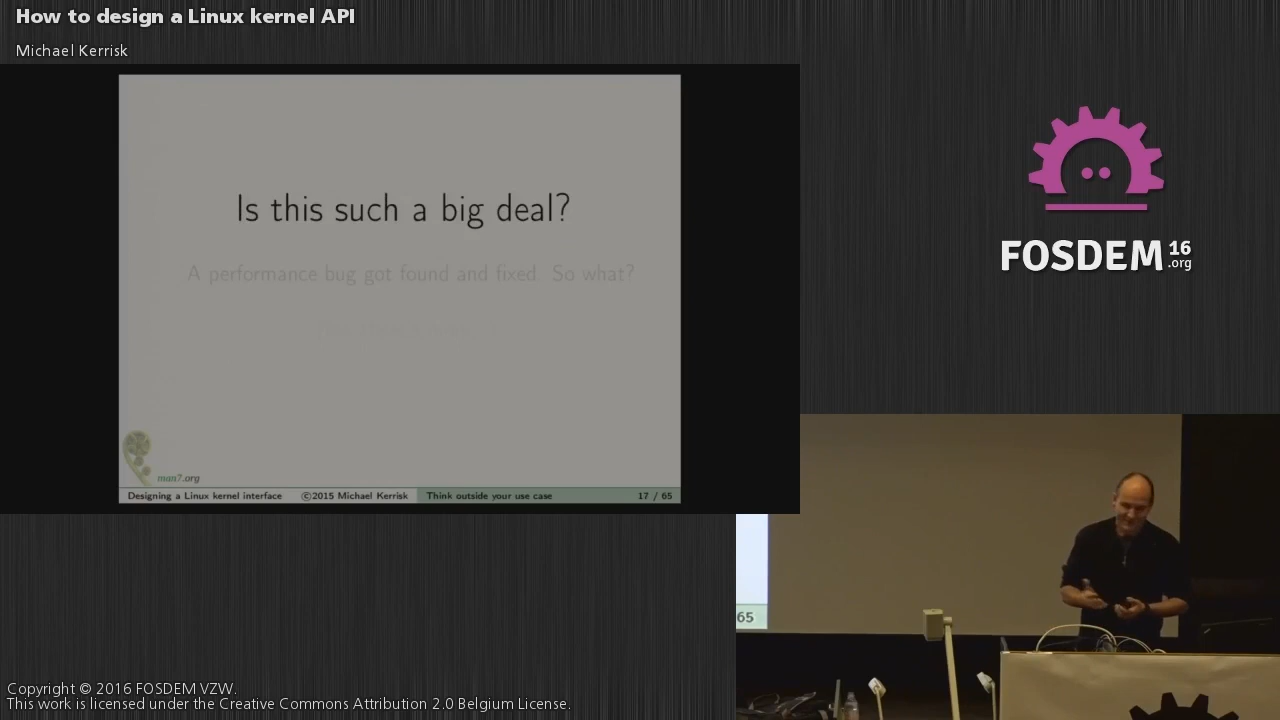 How to design a Linux kernel API
Michael Kerrisk
Is this such a big deal?
A performance bug got found and fixed. So what?
man7.org
Designing a Linux kernel interface ©2015 Michael Kerrisk Think outside your use case 17 / 65
FOSDEM 16 .org
65
Copyright © 2016 FOSDEM VZW.
This work is licensed under the Creative Commons Attribution 2.0 Belgium License.